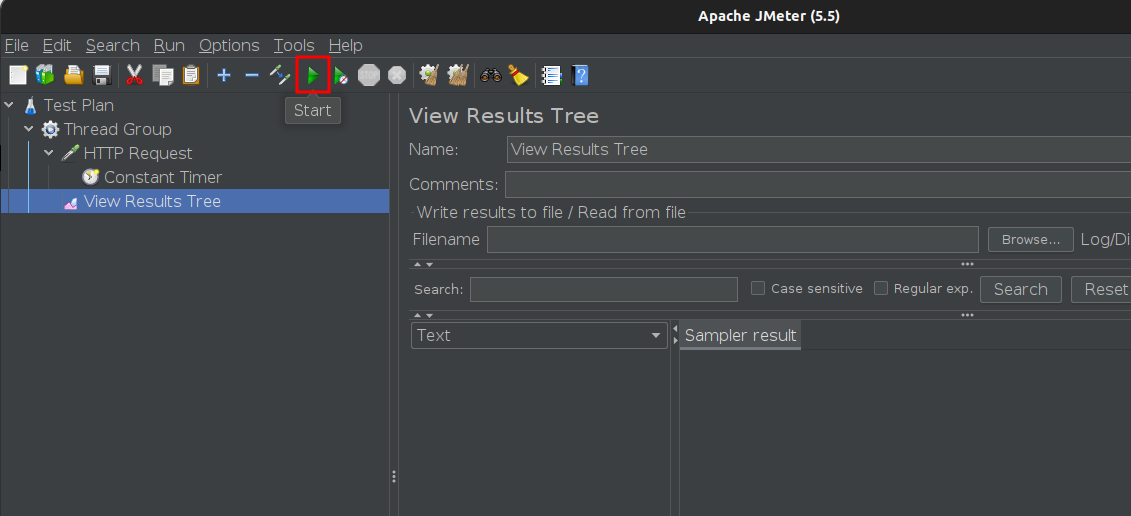 Apache JMeter (5.5)
File Edit Search Run Options Tools Help
STOP
Start
Test Plan
Thread Group
HTTP Request
Constant Timer
View Results Tree
View Results Tree
Name: View Results Tree
Comments:
Write results to file / Read from file
Filename Browse... Log/Di
Search: Case sensitive Regular exp. Search Reset
Text Sampler result